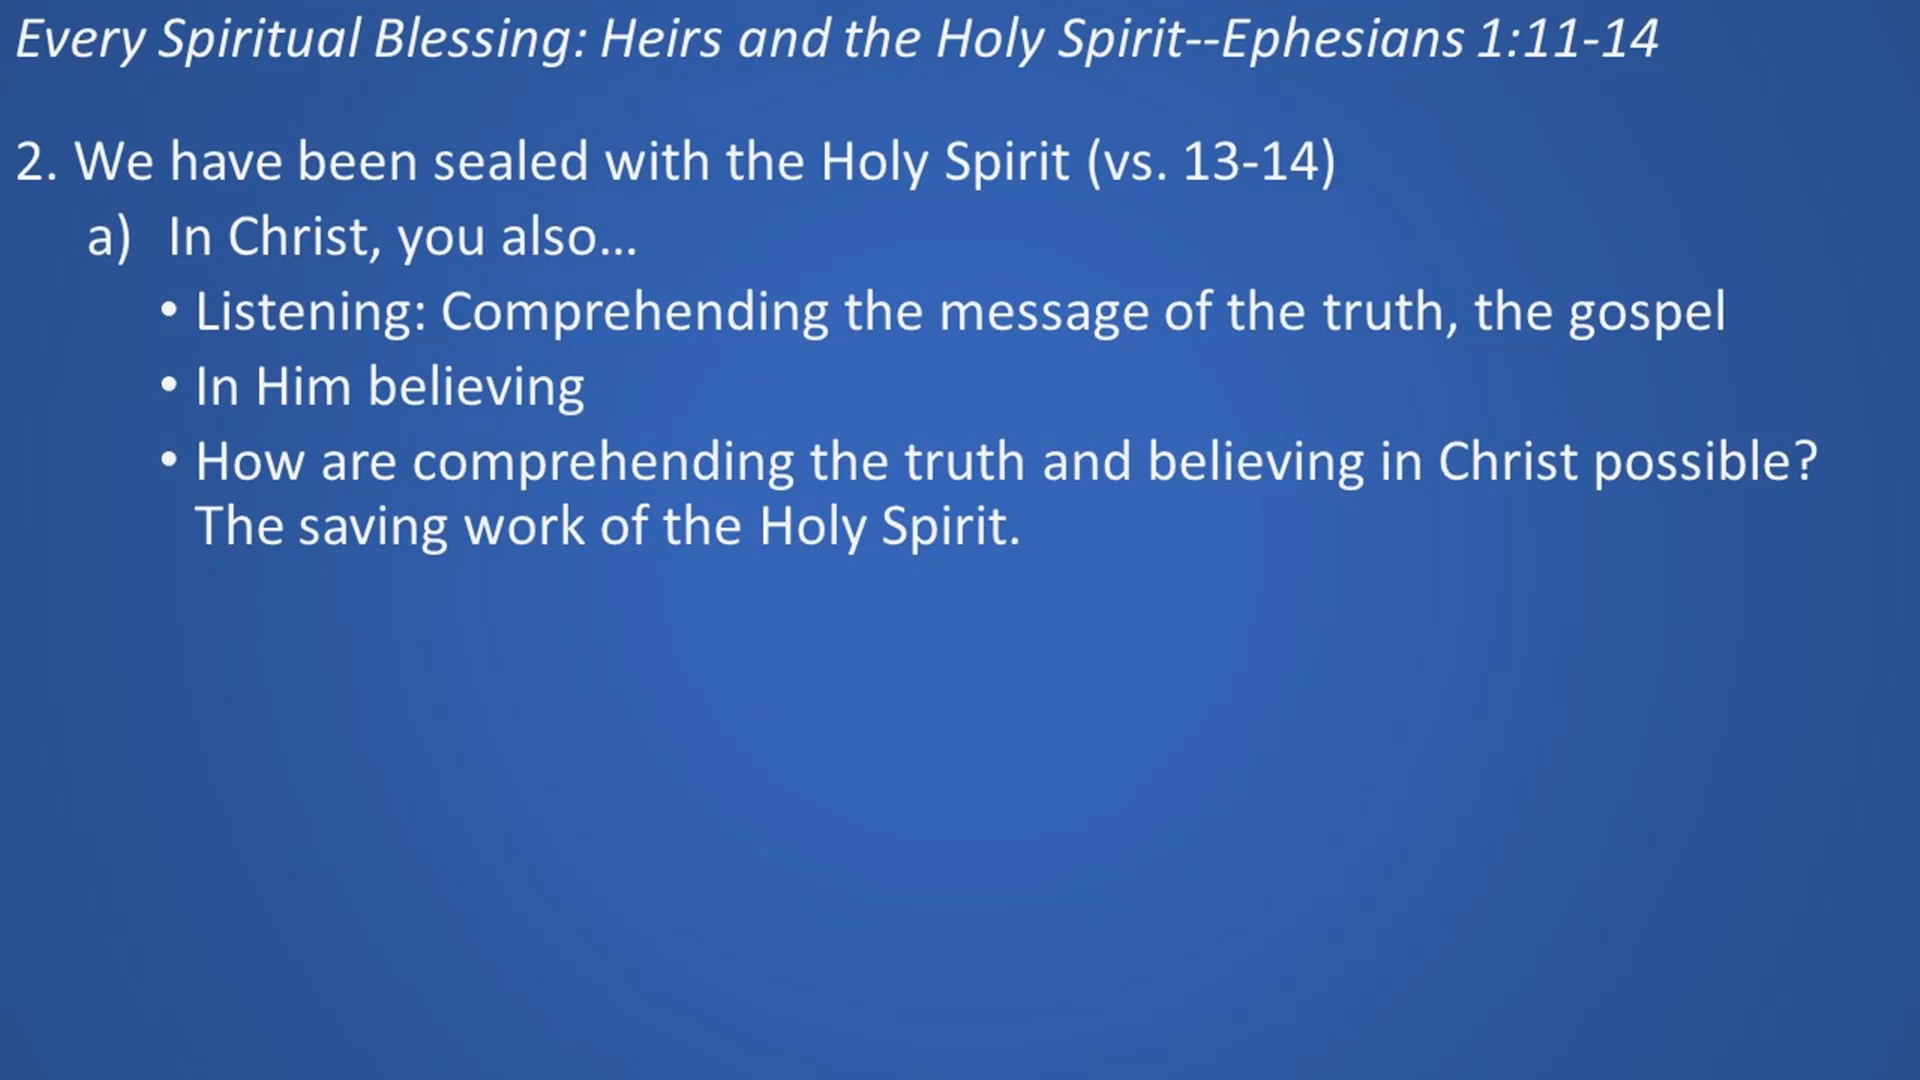 Every Spiritual Blessing: Heirs and the Holy Spirit--Ephesians 1:11-14
2. We have been sealed with the Holy Spirit (vs. 13-14)
a) In Christ, you also...
• Listening: Comprehending the message of the truth, the gospel
• In Him believing
• How are comprehending the truth and believing in Christ possible?
The saving work of the Holy Spirit.